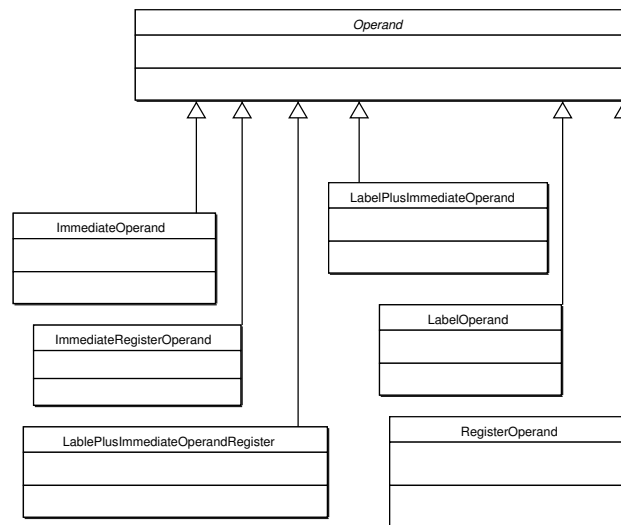 Operand
LabelPlusImmediateOperand
ImmediateOperand
LabelOperand
ImmediateRegisterOperand
LablePlusImmediateOperandRegister
RegisterOperand